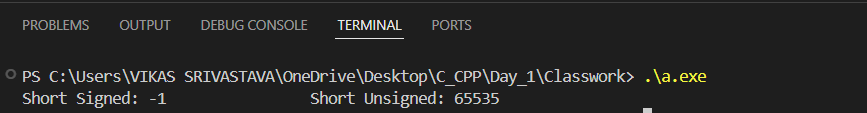 PROBLEMS OUTPUT DEBUG CONSOLE TERMINAL PORTS
PS C:\Users\VIKAS SRIVASTAVA\OneDrive\Desktop\C_CPP\Day_1\Classwork> .\a.exe
Short Signed: -1 Short Unsigned: 65535